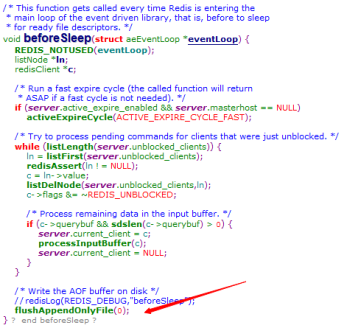 /* This function gets called every time Redis is entering the
 * main loop of the event driven library, that is, before to sleep
 * for ready file descriptors. */
void beforeSleep(struct aeEventLoop *eventLoop) {
    REDIS_NOTUSED(eventLoop);
    listNode *ln;
    redisClient *c;
    /* Run a fast expire cycle (the called function will return
     * ASAP if a fast cycle is not needed). */
    if (server.active_expire_enabled && server.masterhost == NULL)
        activeExpireCycle(ACTIVE_EXPIRE_CYCLE_FAST);
    /* Try to process pending commands for clients that were just unblocked. */
    while (listLength(server.unblocked_clients)) {
        ln = listFirst(server.unblocked_clients);
        redisAssert(ln != NULL);
        c = ln->value;
        listDelNode(server.unblocked_clients,ln);
        c->flags &= ~REDIS_UNBLOCKED;
        /* Process remaining data in the input buffer. */
        if (c->querybuf && sdslen(c->querybuf) > 0) {
            server.current_client = c;
            processInputBuffer(c);
            server.current_client = NULL;
        }
    }
    /* Write the AOF buffer on disk */
    //redisLog(REDIS_DEBUG,"beforeSleep");
    flushAppendOnlyFile(0);
} ? end beforeSleep ?